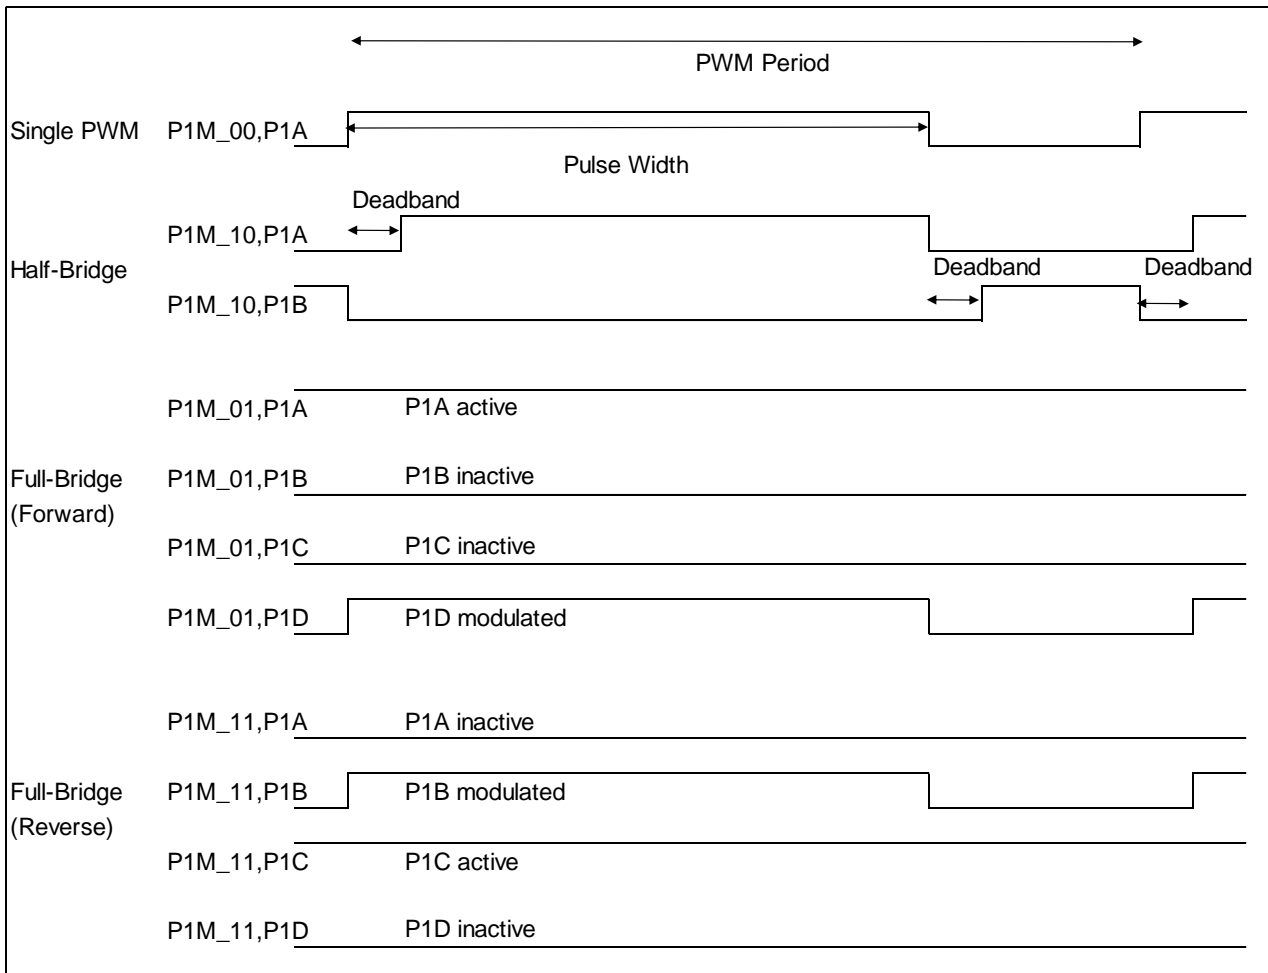 PWM Period
Single PWM P1M_00,P1A
Pulse Width
Deadband
P1M_10,P1A
Half-Bridge
Deadband Deadband
P1M_10,P1B
P1M_01,P1A P1A active
Full-Bridge P1M_01,P1B P1B inactive
(Forward)
P1M_01,P1C P1C inactive
P1M_01,P1D P1D modulated
P1M_11,P1A P1A inactive
Full-Bridge P1M_11,P1B P1B modulated
(Reverse)
P1M_11,P1C P1C active
P1M_11,P1D P1D inactive